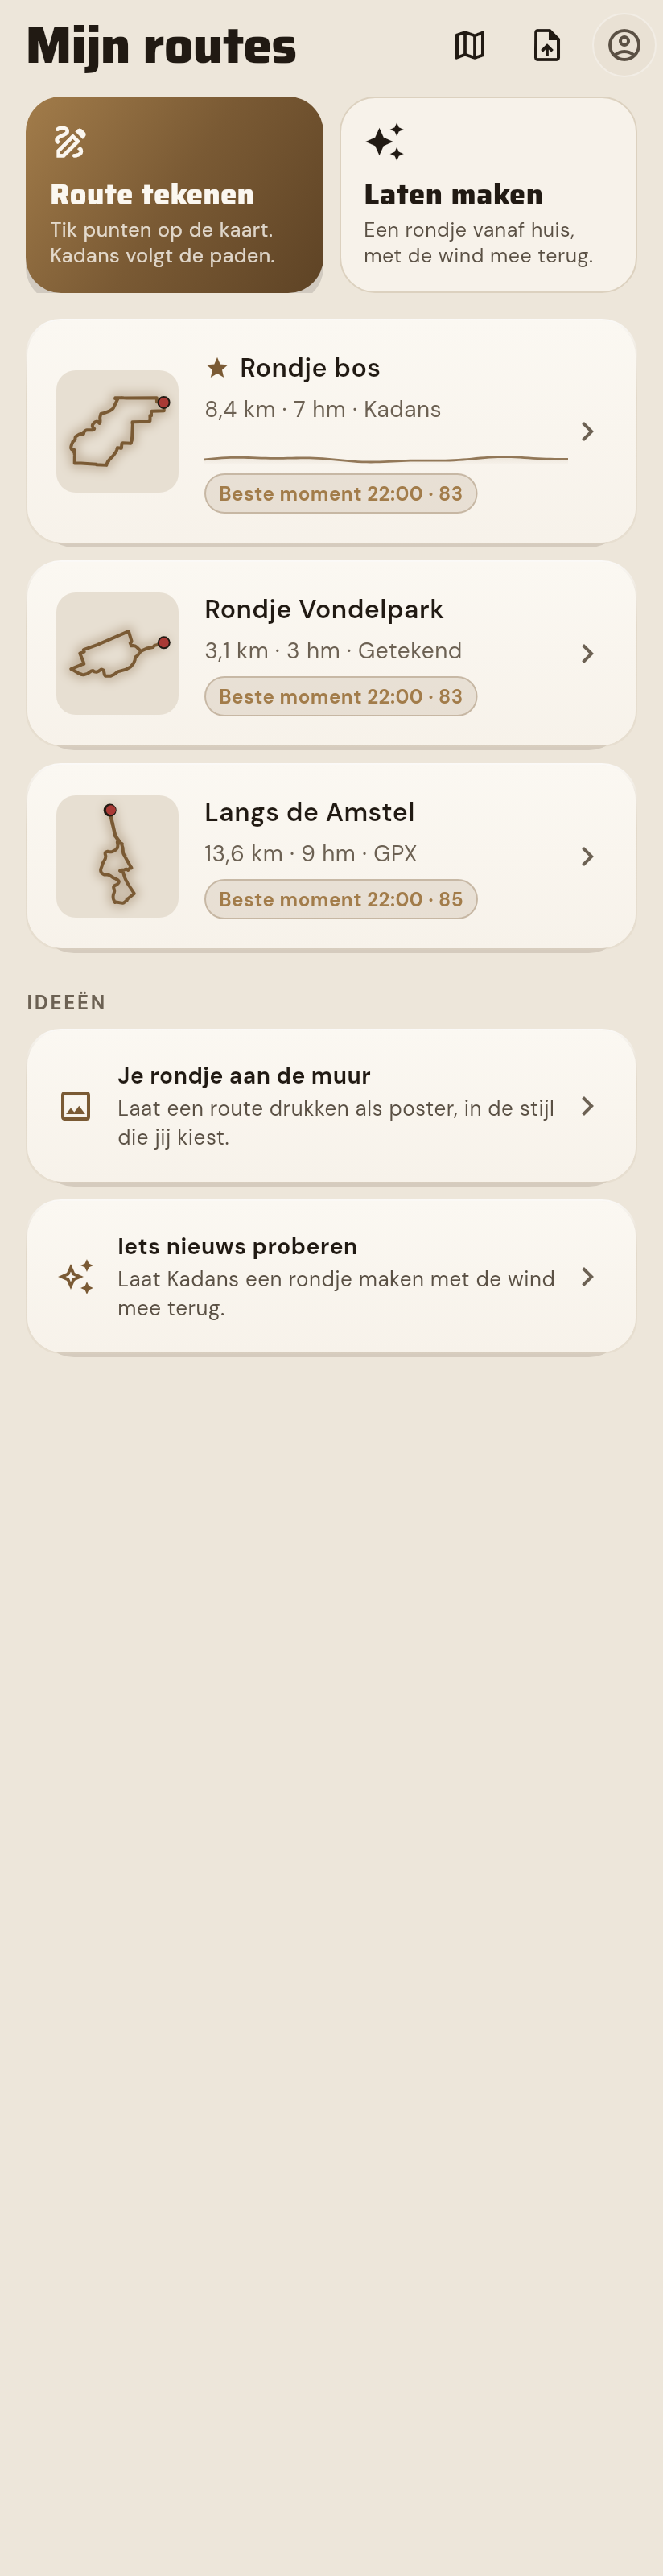 Mijn routes
Route tekenen
Tik punten op de kaart.
Kadans volgt de paden.
Laten maken
Een rondje vanaf huis,
met de wind mee terug.
Rondje bos
8,4 km · 7 hm · Kadans
Beste moment 22:00 · 83
Rondje Vondelpark
3,1 km · 3 hm · Getekend
Beste moment 22:00 · 83
Langs de Amstel
13,6 km · 9 hm · GPX
Beste moment 22:00 · 85
IDEEËN
Je rondje aan de muur
Laat een route drukken als poster, in de stijl
die jij kiest.
Iets nieuws proberen
Laat Kadans een rondje maken met de wind
mee terug.